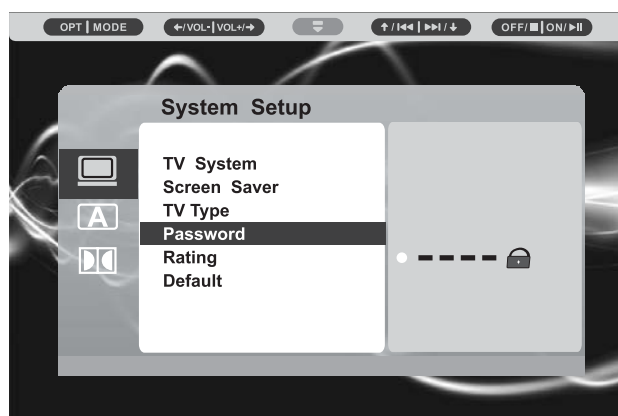 OPT | MODE ←/VOL- | VOL+/→ ↑/⏮ | ⏭/↓ OFF/■ | ON/▶II
System Setup
TV System
Screen Saver
TV Type
Password
Rating
Default
A
– – – –